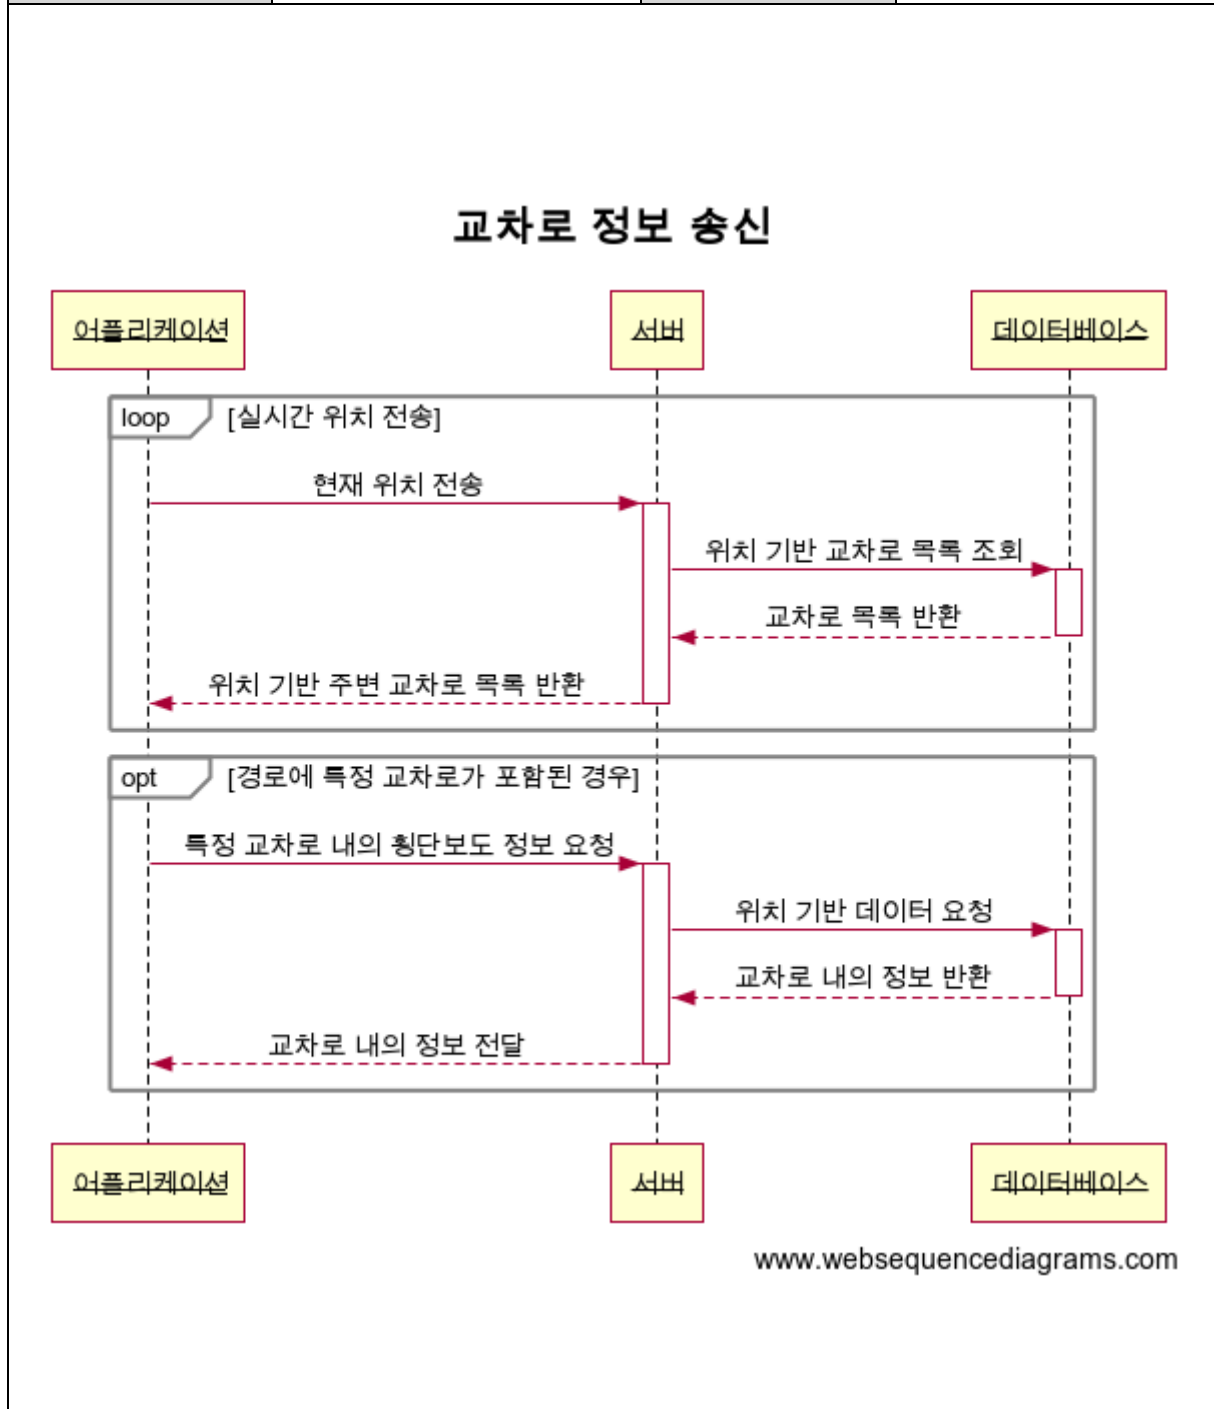 교차로 정보 송신
어플리케이션
서버
데이터베이스
loop
[실시간 위치 전송]
현재 위치 전송
위치 기반 교차로 목록 조회
교차로 목록 반환
위치 기반 주변 교차로 목록 반환
opt
[경로에 특정 교차로가 포함된 경우]
특정 교차로 내의 횡단보도 정보 요청
위치 기반 데이터 요청
교차로 내의 정보 반환
교차로 내의 정보 전달
어플리케이션
서버
데이터베이스
www.websequencediagrams.com